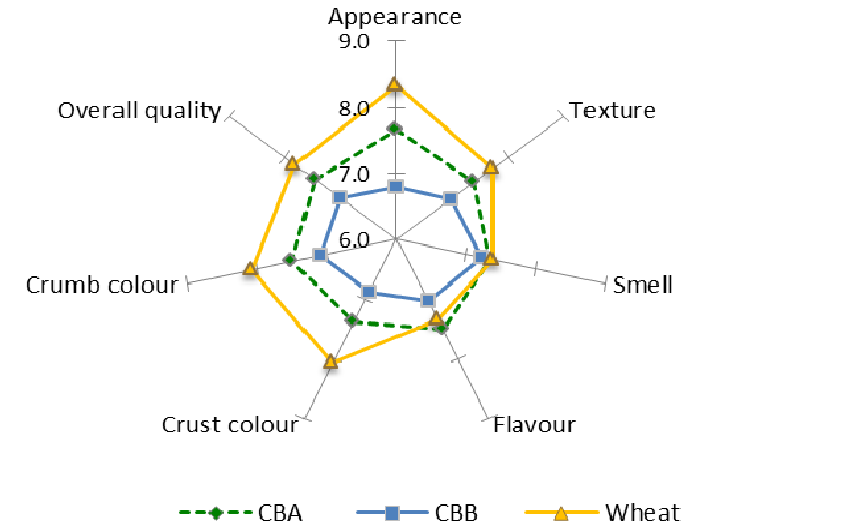 Appearance
9.0
Overall quality
8.0
Texture
7.0
6.0
Crumb colour
Smell
Crust colour
Flavour
CBA
CBB
Wheat